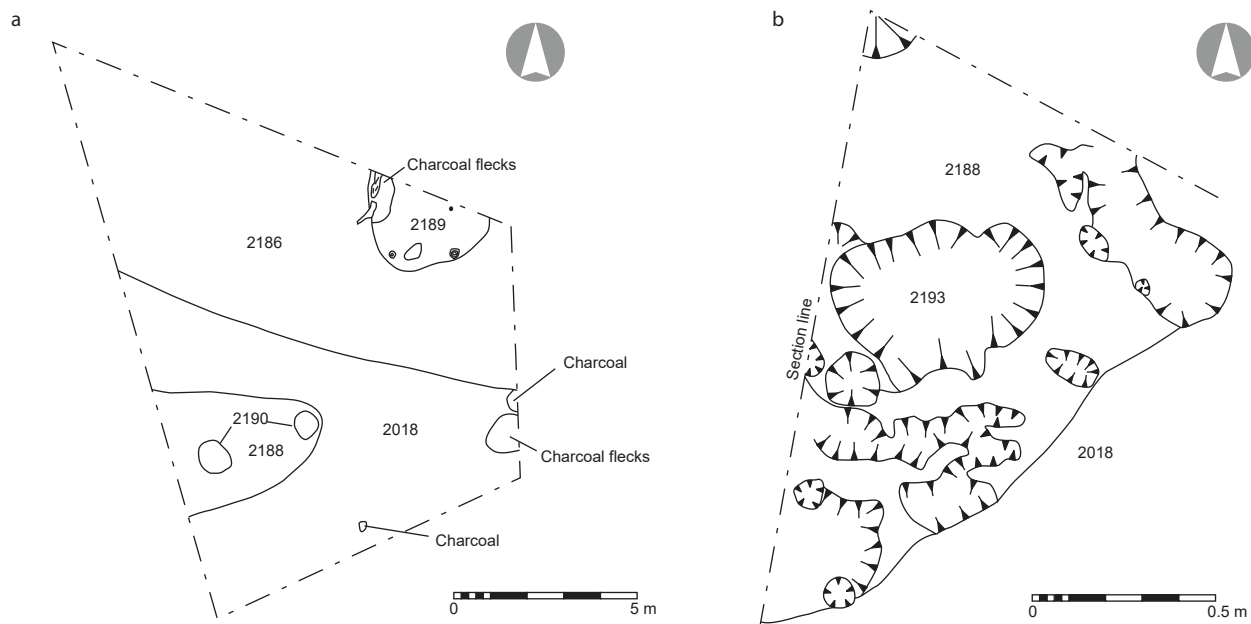 a
Charcoal flecks
2189
2186
Charcoal
2190
2018
2188
Charcoal flecks
Charcoal
0
5 m
b
2188
2193
Section line
2018
0
0.5 m